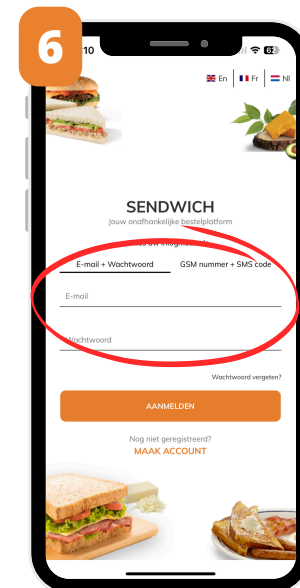 6
:10
62
En
Fr
Nl
SENDWICH
Jouw onafhankelijke bestelplatform
E-mail + Wachtwoord
GSM nummer + SMS code
E-mail
Wachtwoord
Wachtwoord vergeten?
AANMELDEN
Nog niet geregistreerd?
MAAK ACCOUNT